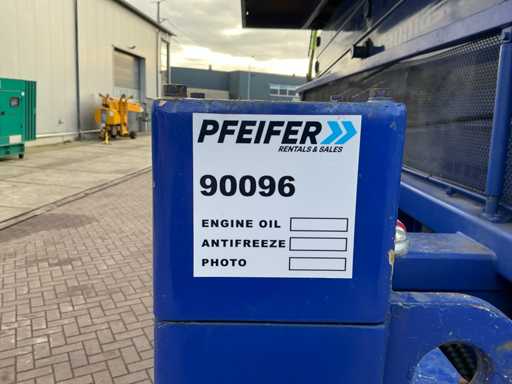 PFEIFER
RENTALS & SALES
90096
ENGINE OIL
ANTIFREEZE
PHOTO